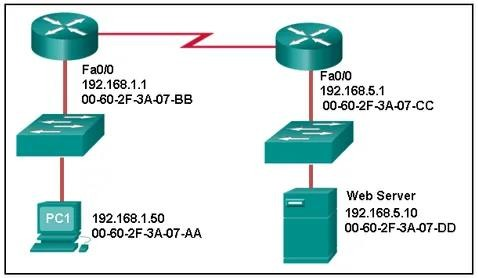 Fa0/0
192.168.1.1
00-60-2F-3A-07-BB
Fa0/0
192.168.5.1
00-60-2F-3A-07-CC
PC1
192.168.1.50
00-60-2F-3A-07-AA
Web Server
192.168.5.10
00-60-2F-3A-07-DD